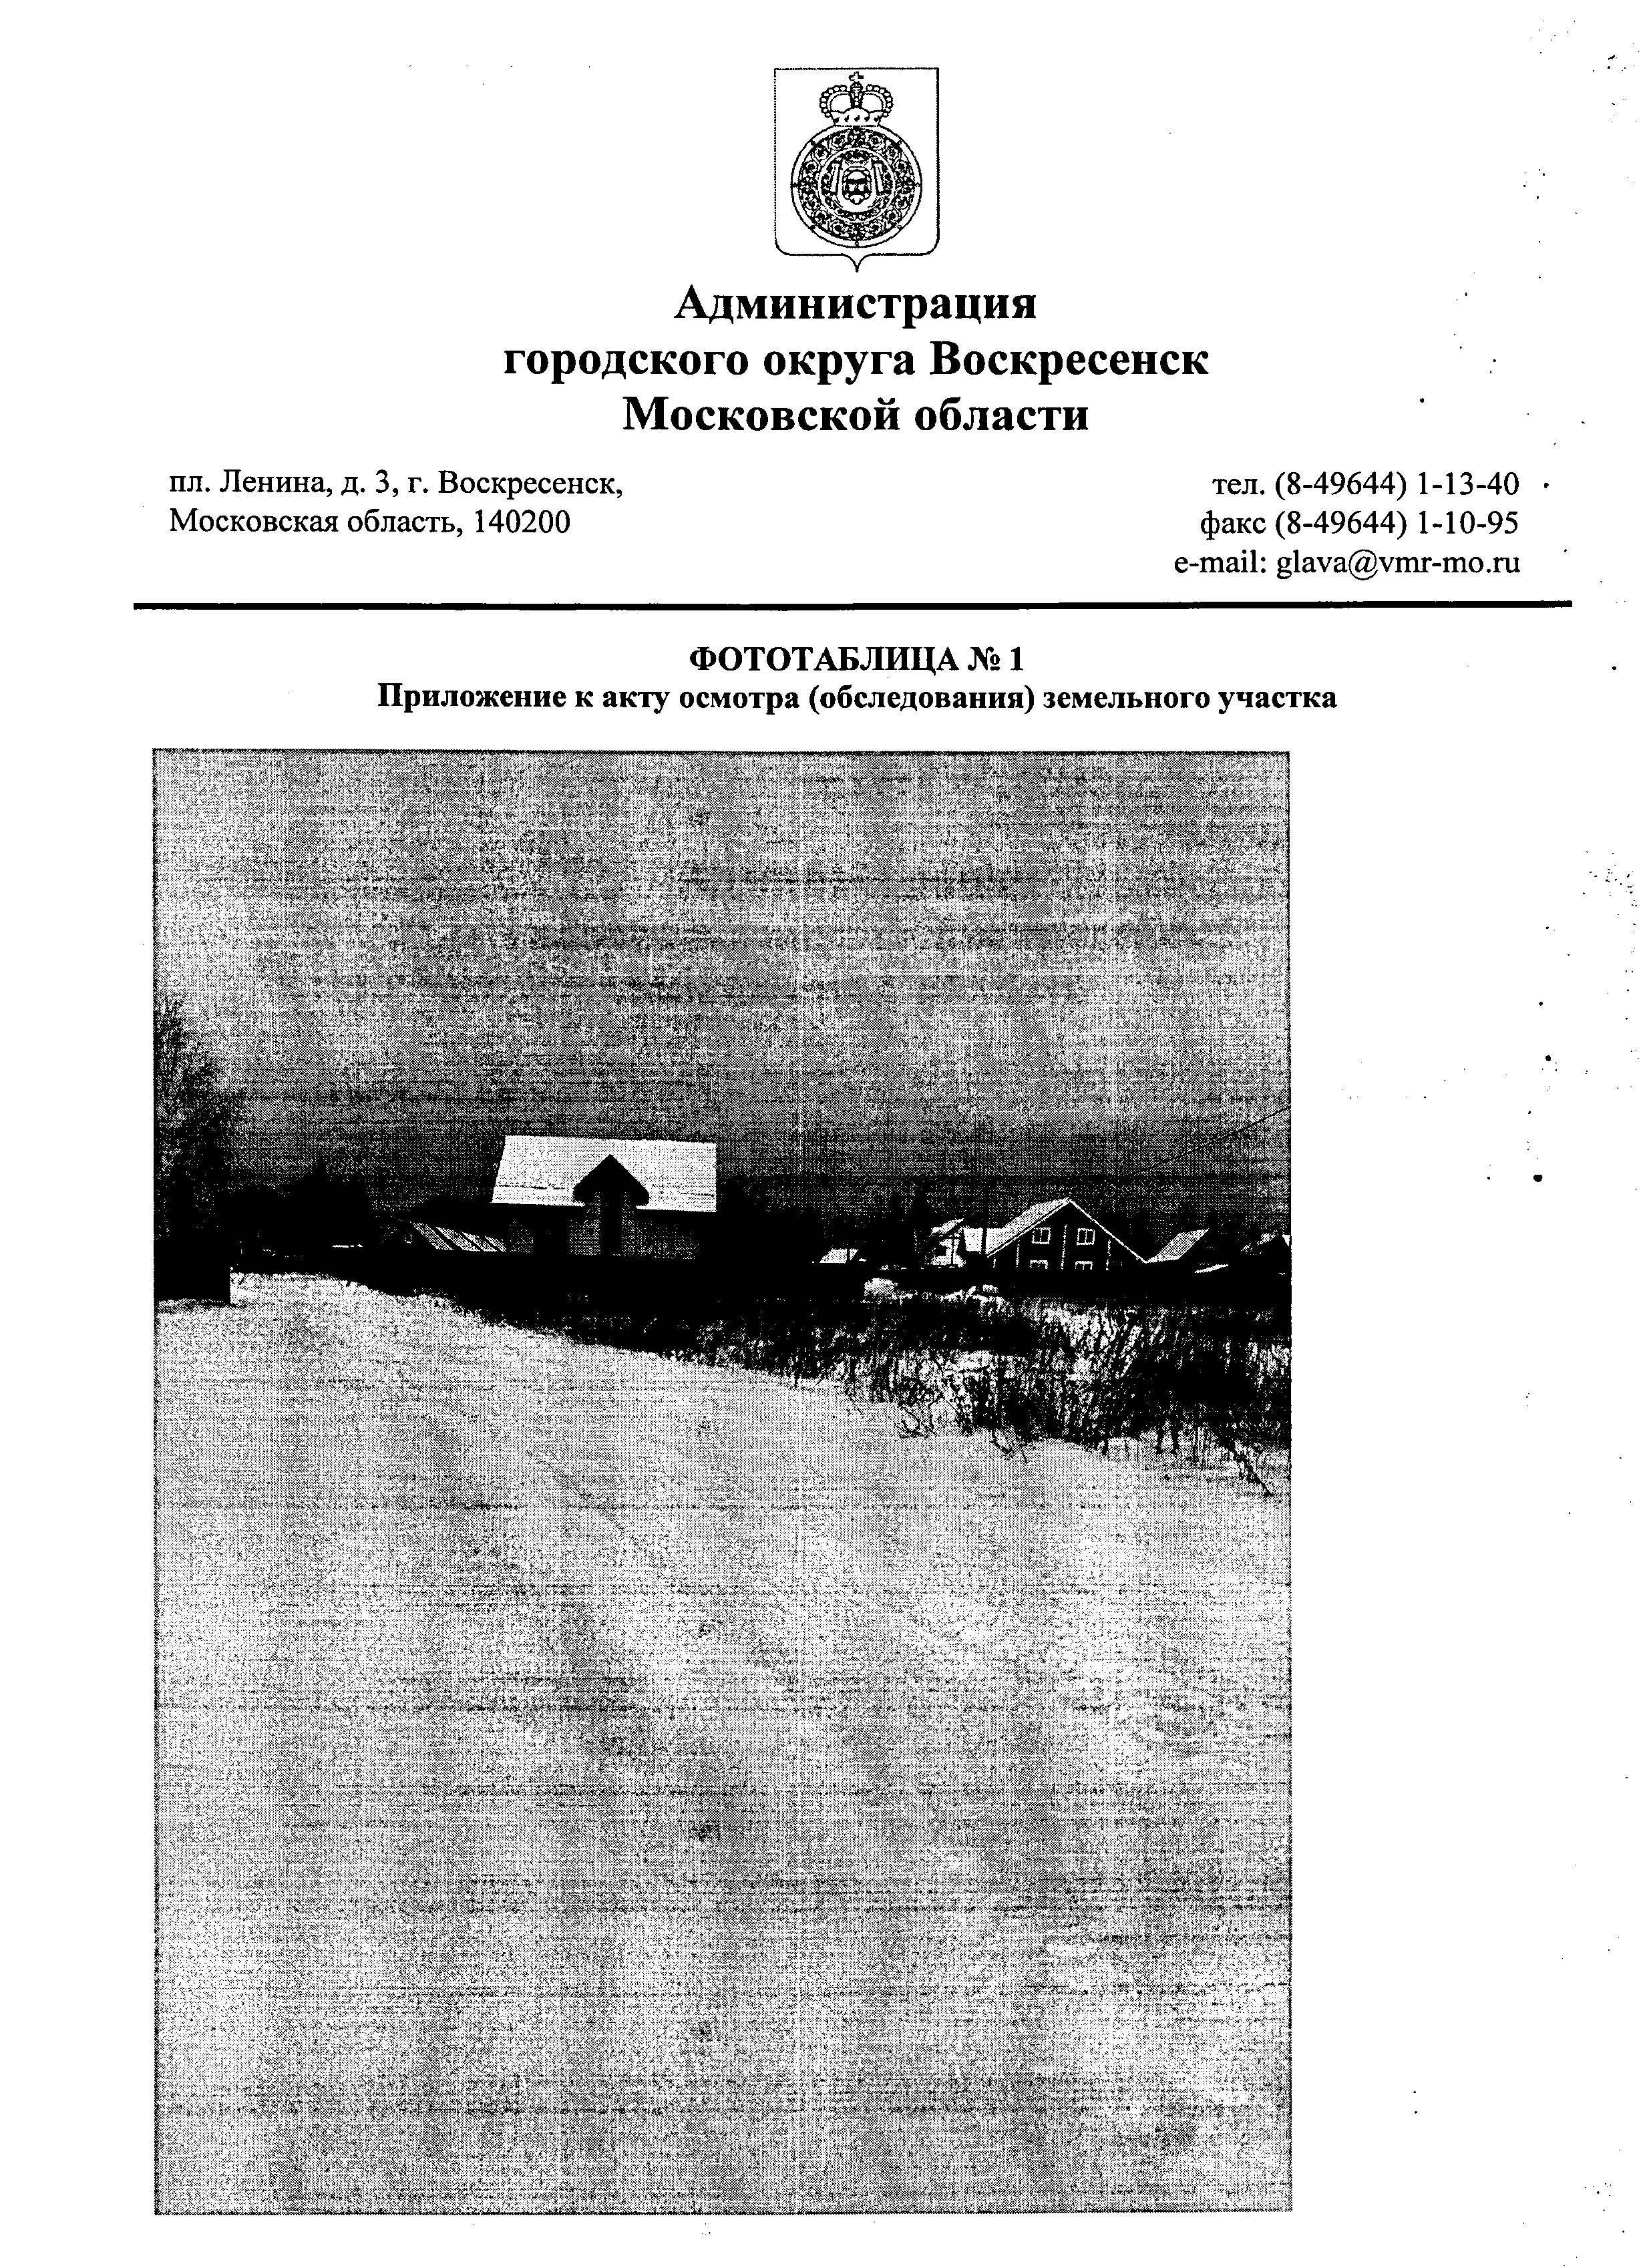 Администрация
городского округа Воскресенск
Московской области
пл. Ленина, д. 3, г. Воскресенск,
Московская область, 140200
тел. (8-49644) 1-13-40
факс (8-49644) 1-10-95
e-mail: glava@vmr-mo.ru
ФОТОТАБЛИЦА № 1
Приложение к акту осмотра (обследования) земельного участка